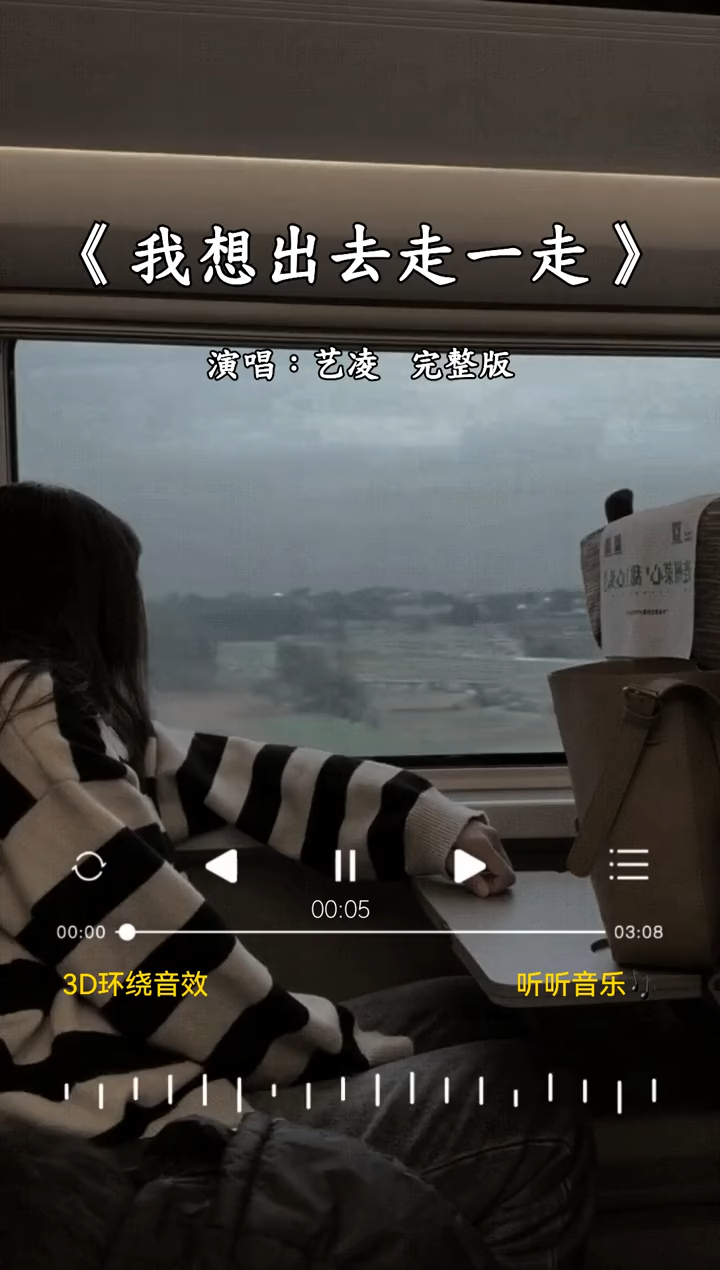 《我想出去走一走》
演唱：艺凌 完整版
00:05
00:00 03:08
3D环绕音效 听听音乐